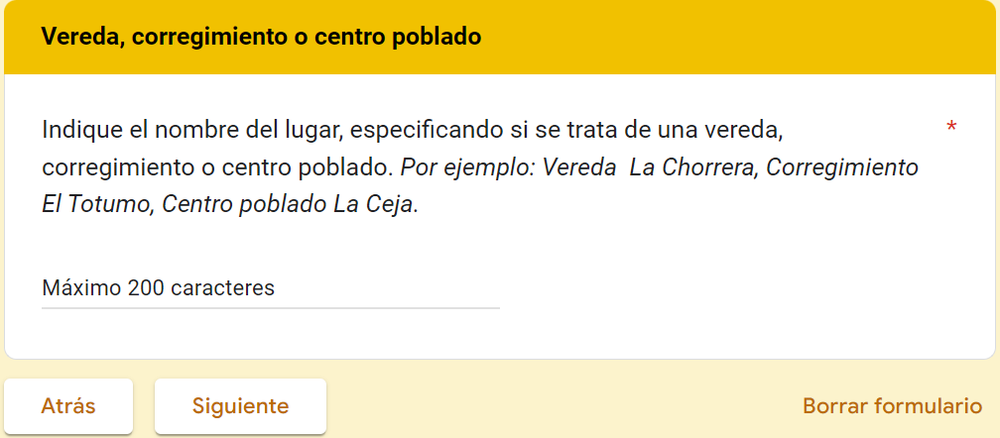 Vereda, corregimiento o centro poblado
Indique el nombre del lugar, especificando si se trata de una vereda, *
corregimiento o centro poblado. Por ejemplo: Vereda  La Chorrera, Corregimiento
El Totumo, Centro poblado La Ceja.
Máximo 200 caracteres
Atrás Siguiente Borrar formulario